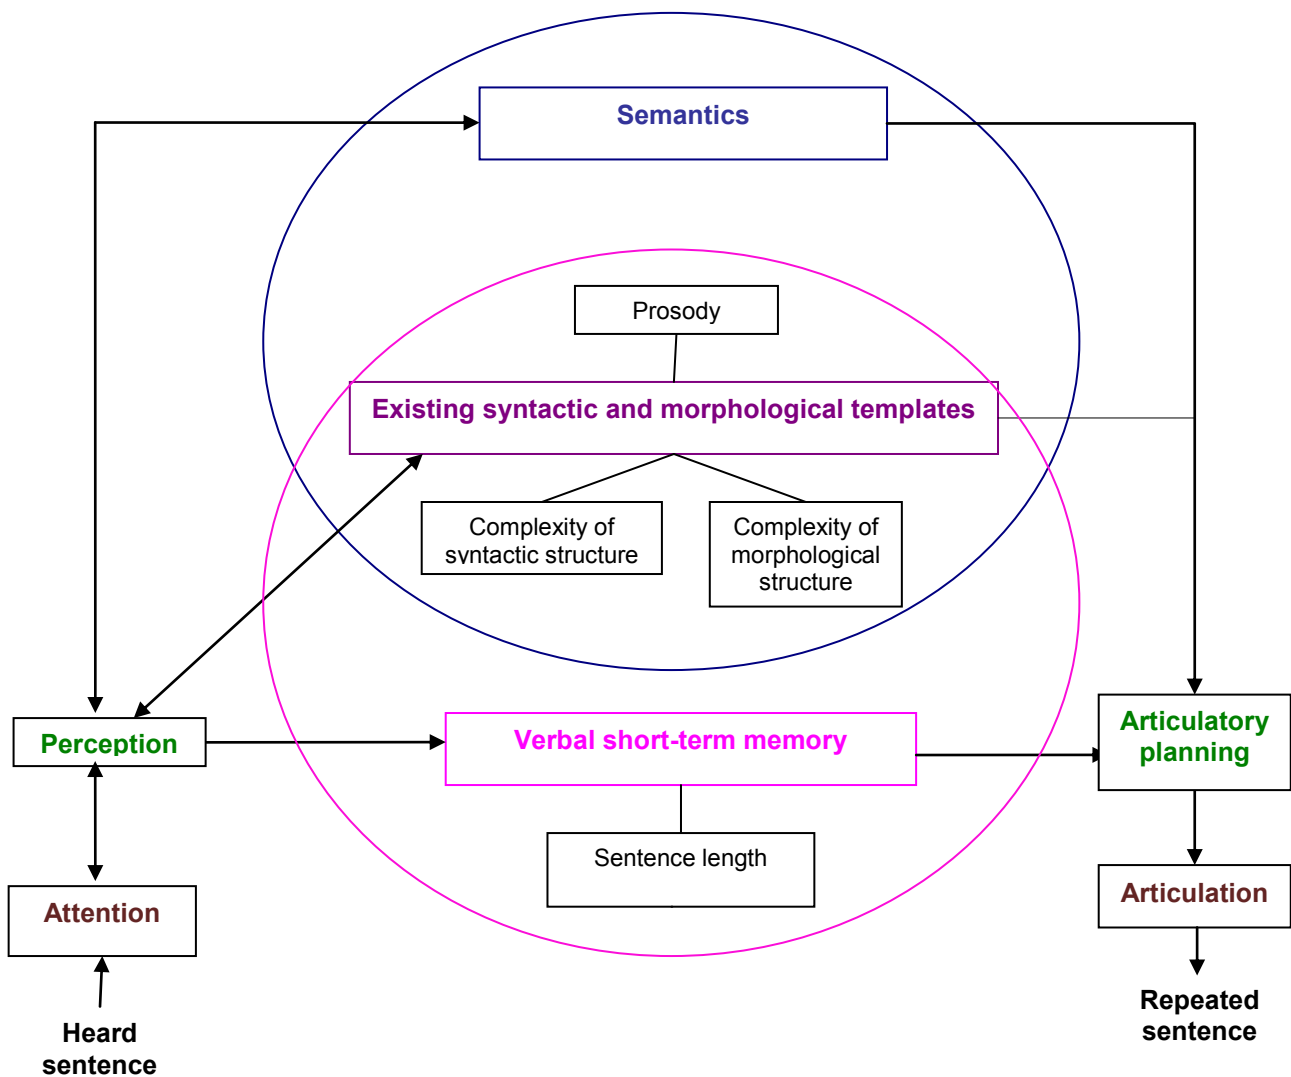 Semantics
Prosody
Existing syntactic and morphological templates
Complexity of
syntactic structure
Complexity of
morphological
structure
Perception
Verbal short-term memory
Articulatory
planning
Sentence length
Attention
Articulation
Heard
sentence
Repeated
sentence